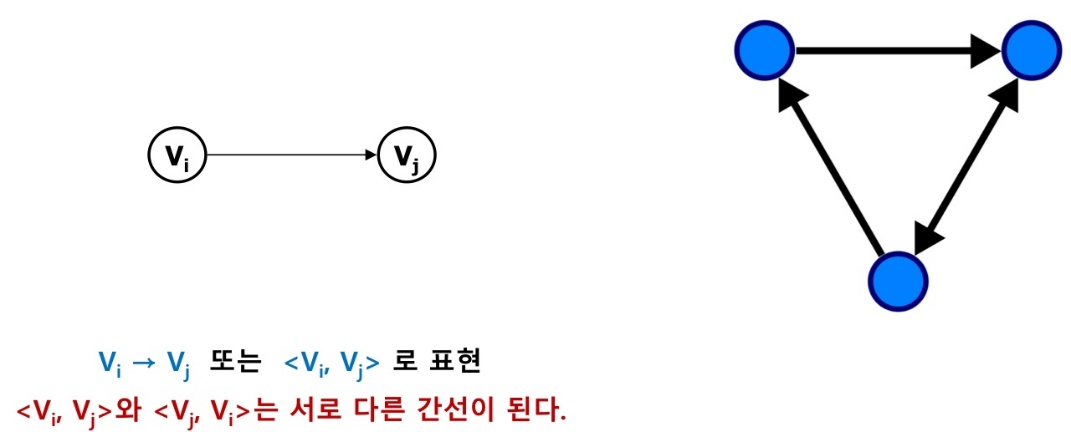 Vi Vj
Vi → Vj 또는 <Vi, Vj> 로 표현
<Vi, Vj>와 <Vj, Vi>는 서로 다른 간선이 된다.